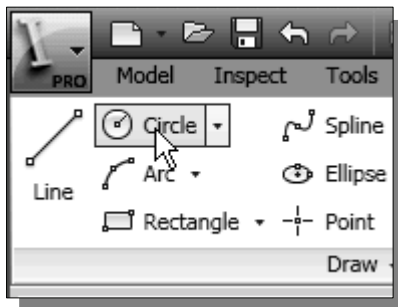 PRO
Model Inspect Tools
Line
Circle
Spline
Arc
Ellipse
Rectangle
Point
Draw